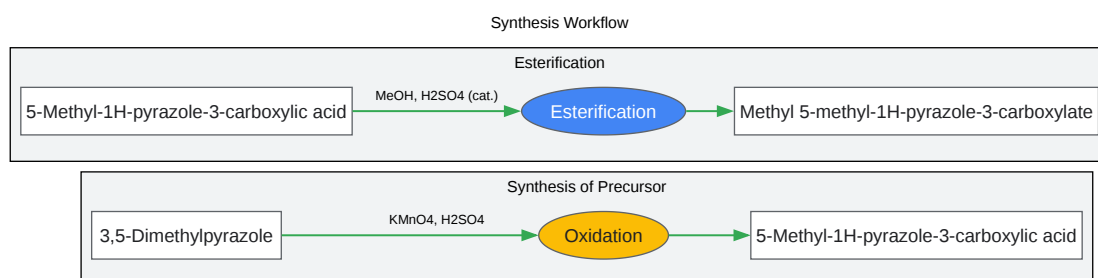 Synthesis Workflow
Esterification
5-Methyl-1H-pyrazole-3-carboxylic acid
MeOH, H2SO4 (cat.)
Esterification
Methyl 5-methyl-1H-pyrazole-3-carboxylate
Synthesis of Precursor
3,5-Dimethylpyrazole
KMnO4, H2SO4
Oxidation
5-Methyl-1H-pyrazole-3-carboxylic acid